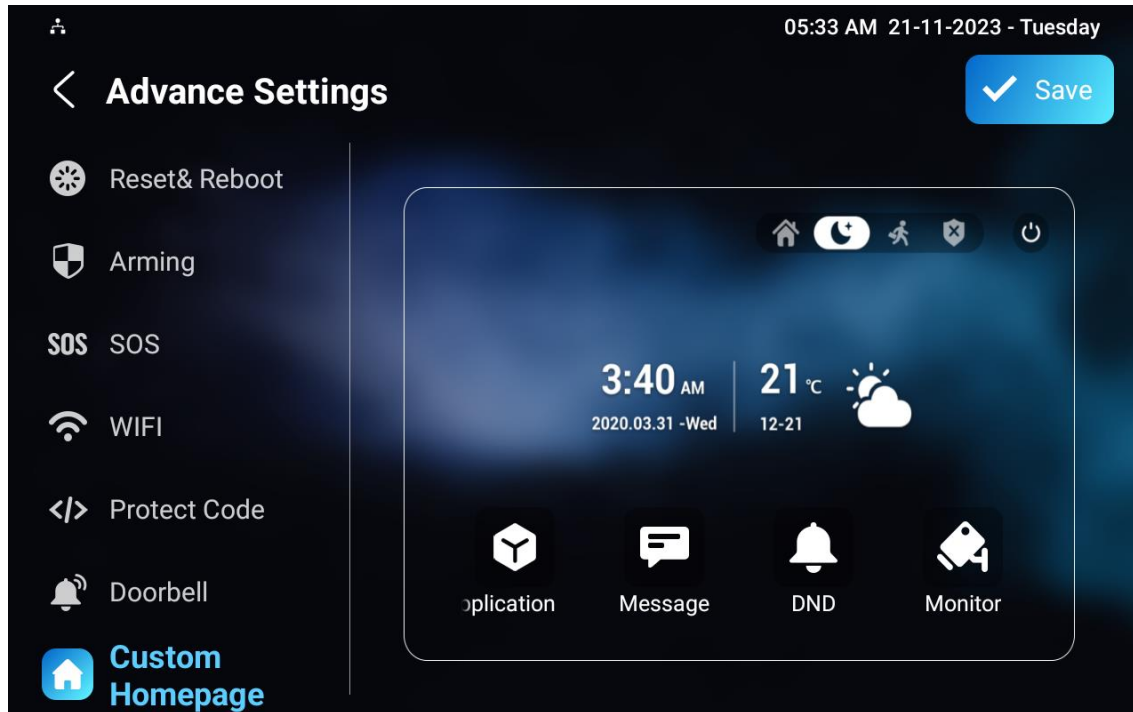 05:33 AM 21-11-2023 - Tuesday
Advance Settings
Save
Reset& Reboot
Arming
SOS SOS
WIFI
</> Protect Code
Doorbell
Custom
Homepage
3:40 AM
2020.03.31 -Wed
21 °C
12-21
pplication
Message
DND
Monitor